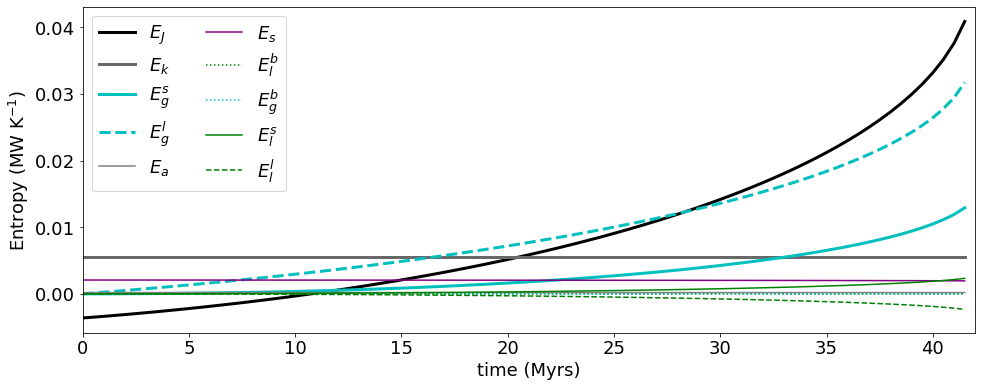 Entropy (MW K⁻¹)
0.04
0.03
0.02
0.01
0.00
E_J
E_k
E_g^s
E_g^l
E_a
E_s
E_l^b
E_g^b
E_l^s
E_l^l
0 5 10 15 20 25 30 35 40
time (Myrs)